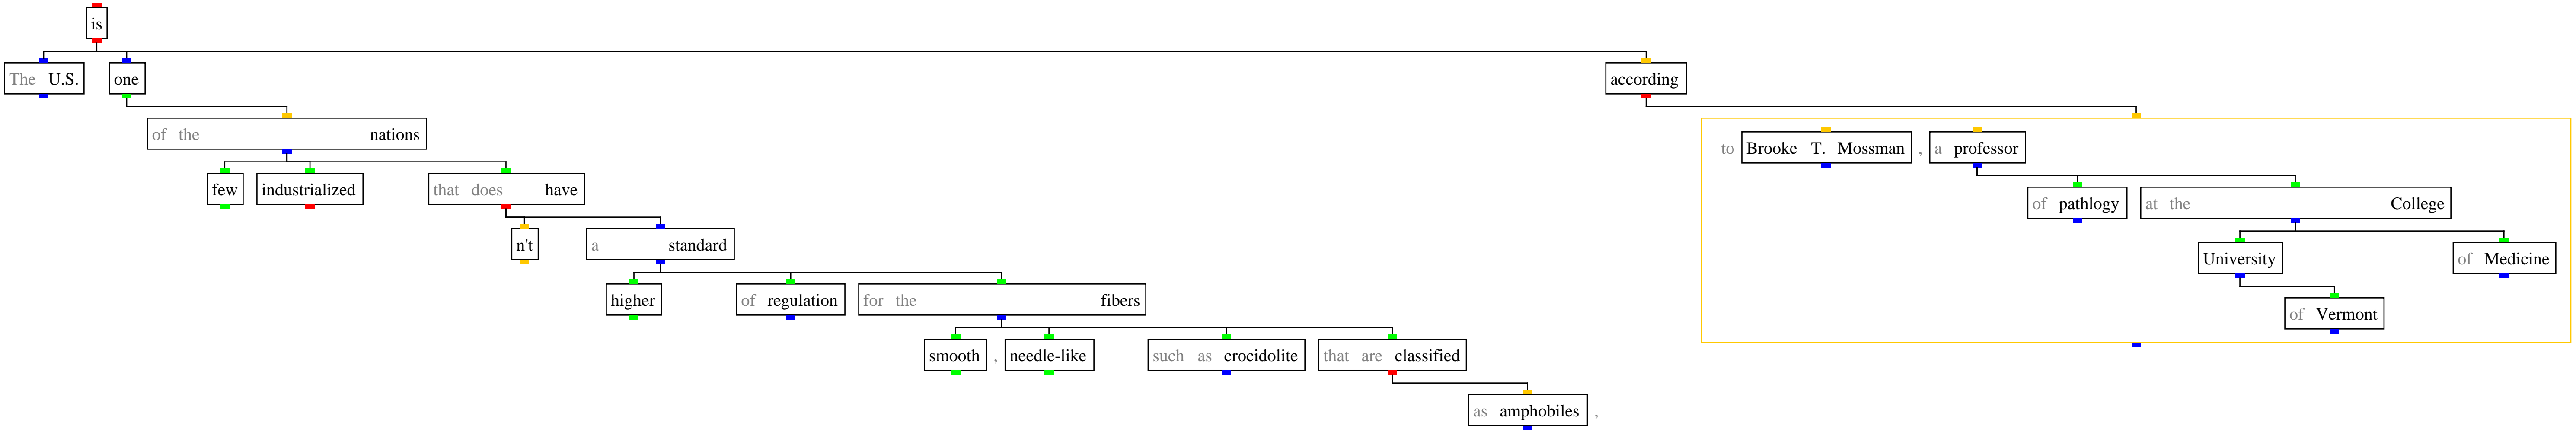 is
The U.S. one according
of the nations
to Brooke T. Mossman , a professor
few industrialized that does have
of pathlogy at the College
n't a standard
University of Medicine
higher of regulation for the fibers
of Vermont
smooth , needle-like such as crocidolite that are classified
as amphobiles ,